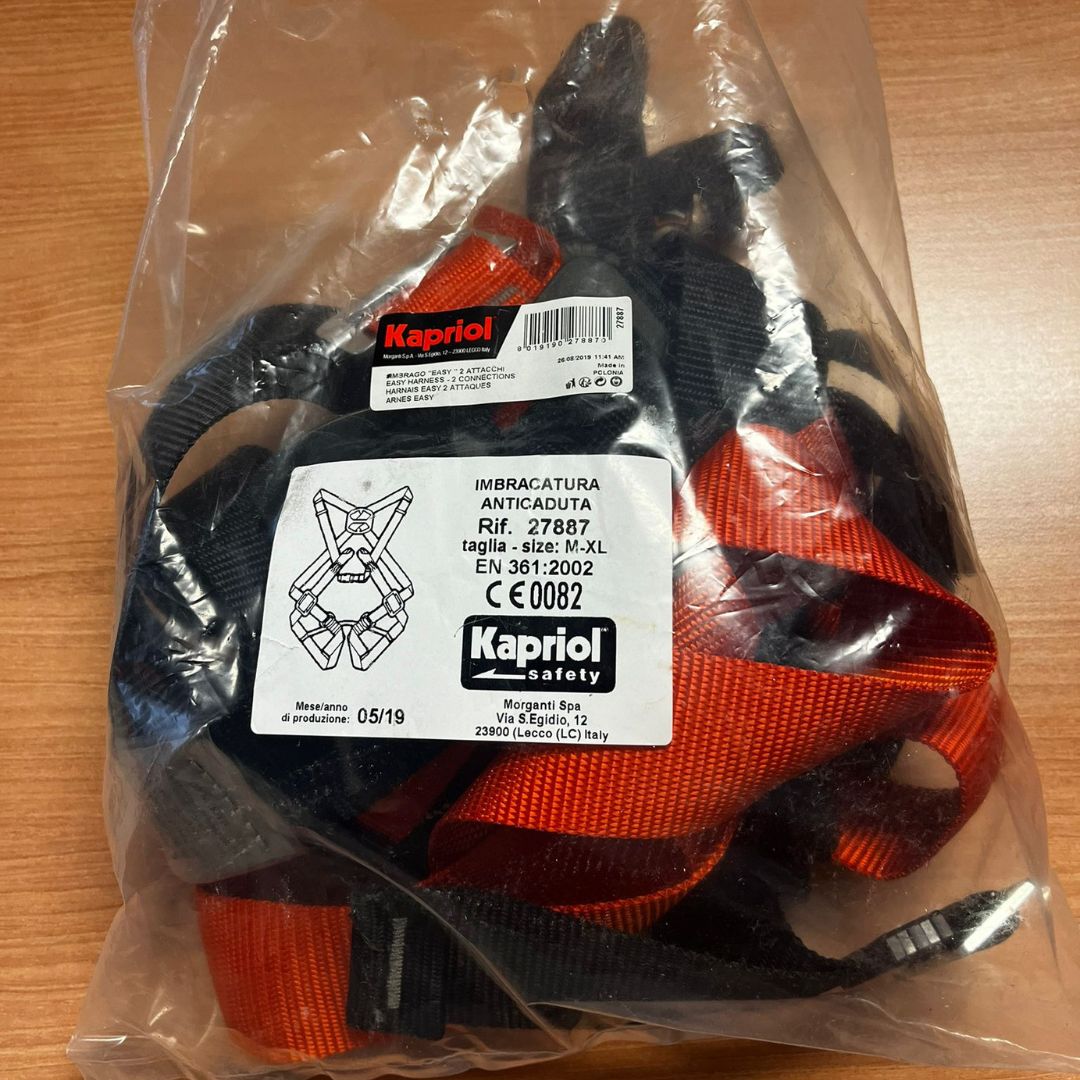 Kapriol
Morganti S.p.A. - Via S.Egidio, 12 - 23900 LECCO Italy
27887
8 019190 278870
26/08/2019 11:41 AM
Made in
POLONIA
IMBRAGO "EASY" 2 ATTACCHI
EASY HARNESS - 2 CONNECTIONS
HARNAIS EASY 2 ATTAQUES
ARNES EASY
IMBRACATURA
ANTICADUTA
Rif. 27887
taglia - size: M-XL
EN 361:2002
CE0082
Kapriol
safety
Mese/anno
di produzione: 05/19
Morganti Spa
Via S.Egidio, 12
23900 (Lecco (LC) Italy